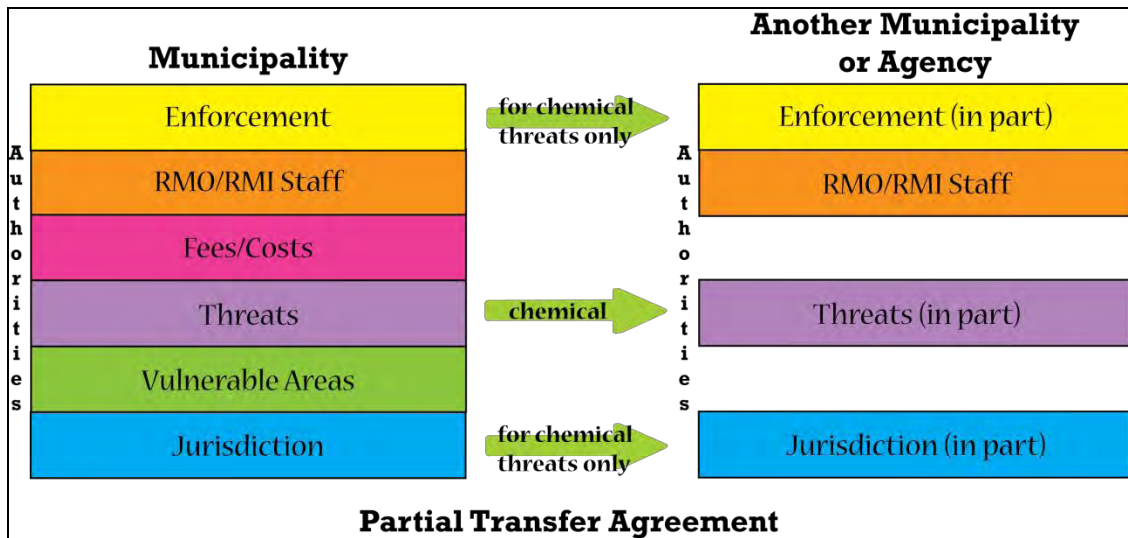 Municipality
Another Municipality
or Agency
Authorities
Enforcement
for chemical
threats only
Authorities
Enforcement (in part)
RMO/RMI Staff
RMO/RMI Staff
Fees/Costs
Threats
chemical
Threats (in part)
Vulnerable Areas
Jurisdiction
for chemical
threats only
Jurisdiction (in part)
Partial Transfer Agreement